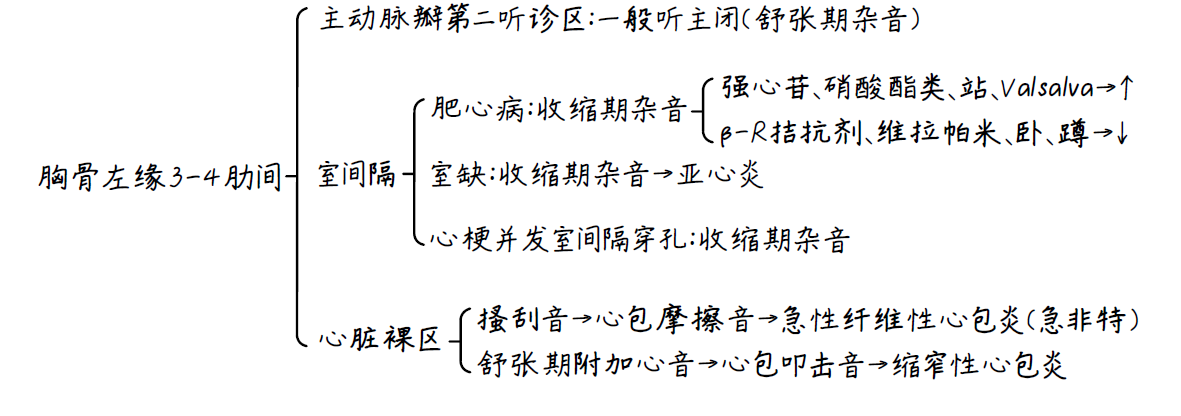 主动脉瓣第二听诊区:一般听主闭(舒张期杂音)
强心苷、硝酸酯类、站、Valsalva→↑
肥心病:收缩期杂音
β-R拮抗剂、维拉帕米、卧、蹲→↓
胸骨左缘3-4肋间
室间隔
室缺:收缩期杂音→亚心炎
心梗并发室间隔穿孔:收缩期杂音
搔刮音→心包摩擦音→急性纤维性心包炎(急非特)
心脏裸区
舒张期附加心音→心包叩击音→缩窄性心包炎